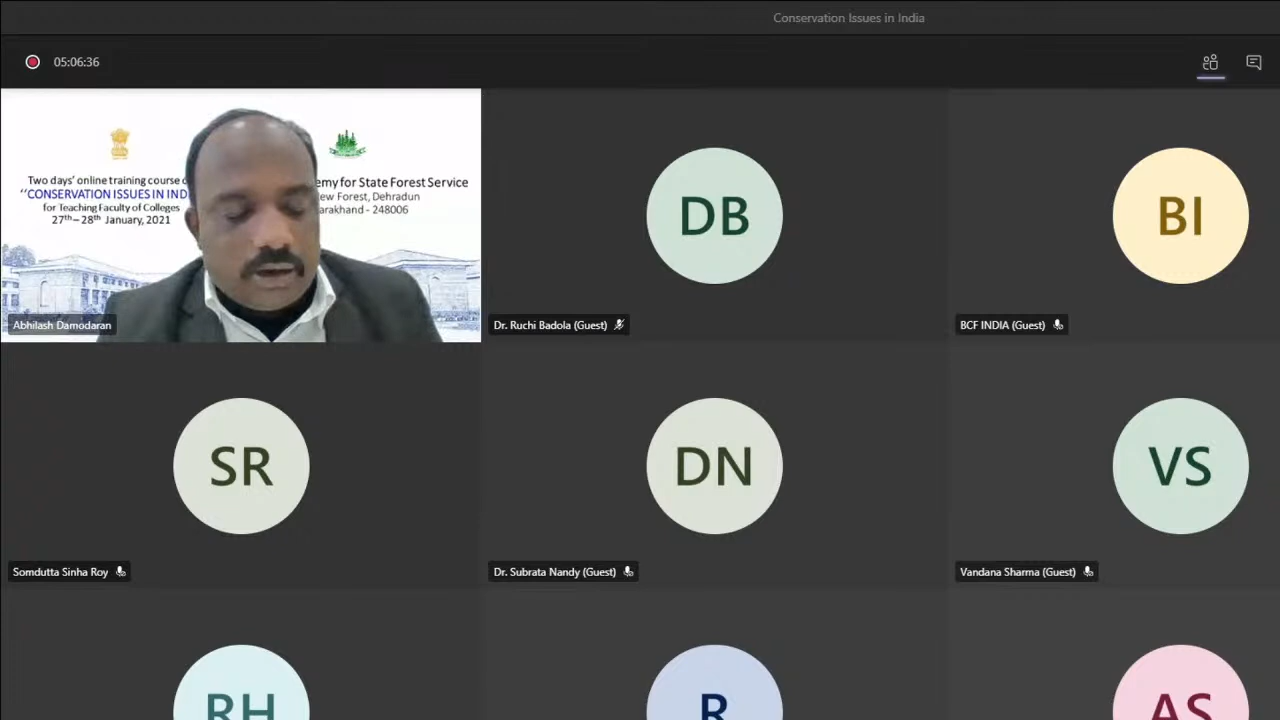 Conservation Issues in India
05:06:36
Two days' online training course
"CONSERVATION ISSUES IN IND
for Teaching Faculty of Colleges
27th – 28th January, 2021
emy for State Forest Service
ew Forest, Dehradun
arakhand - 248006
Abhilash Damodaran
DB
Dr. Ruchi Badola (Guest)
BI
BCF INDIA (Guest)
SR
Somdutta Sinha Roy
DN
Dr. Subrata Nandy (Guest)
VS
Vandana Sharma (Guest)
RH
R
AS